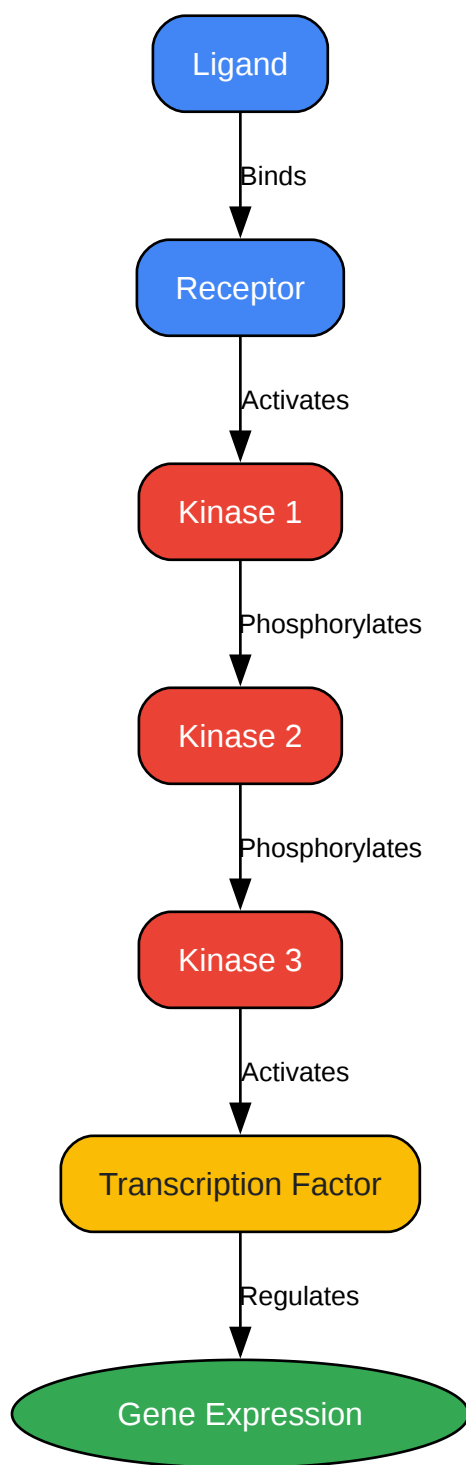 Ligand
Binds
Receptor
Activates
Kinase 1
Phosphorylates
Kinase 2
Phosphorylates
Kinase 3
Activates
Transcription Factor
Regulates
Gene Expression